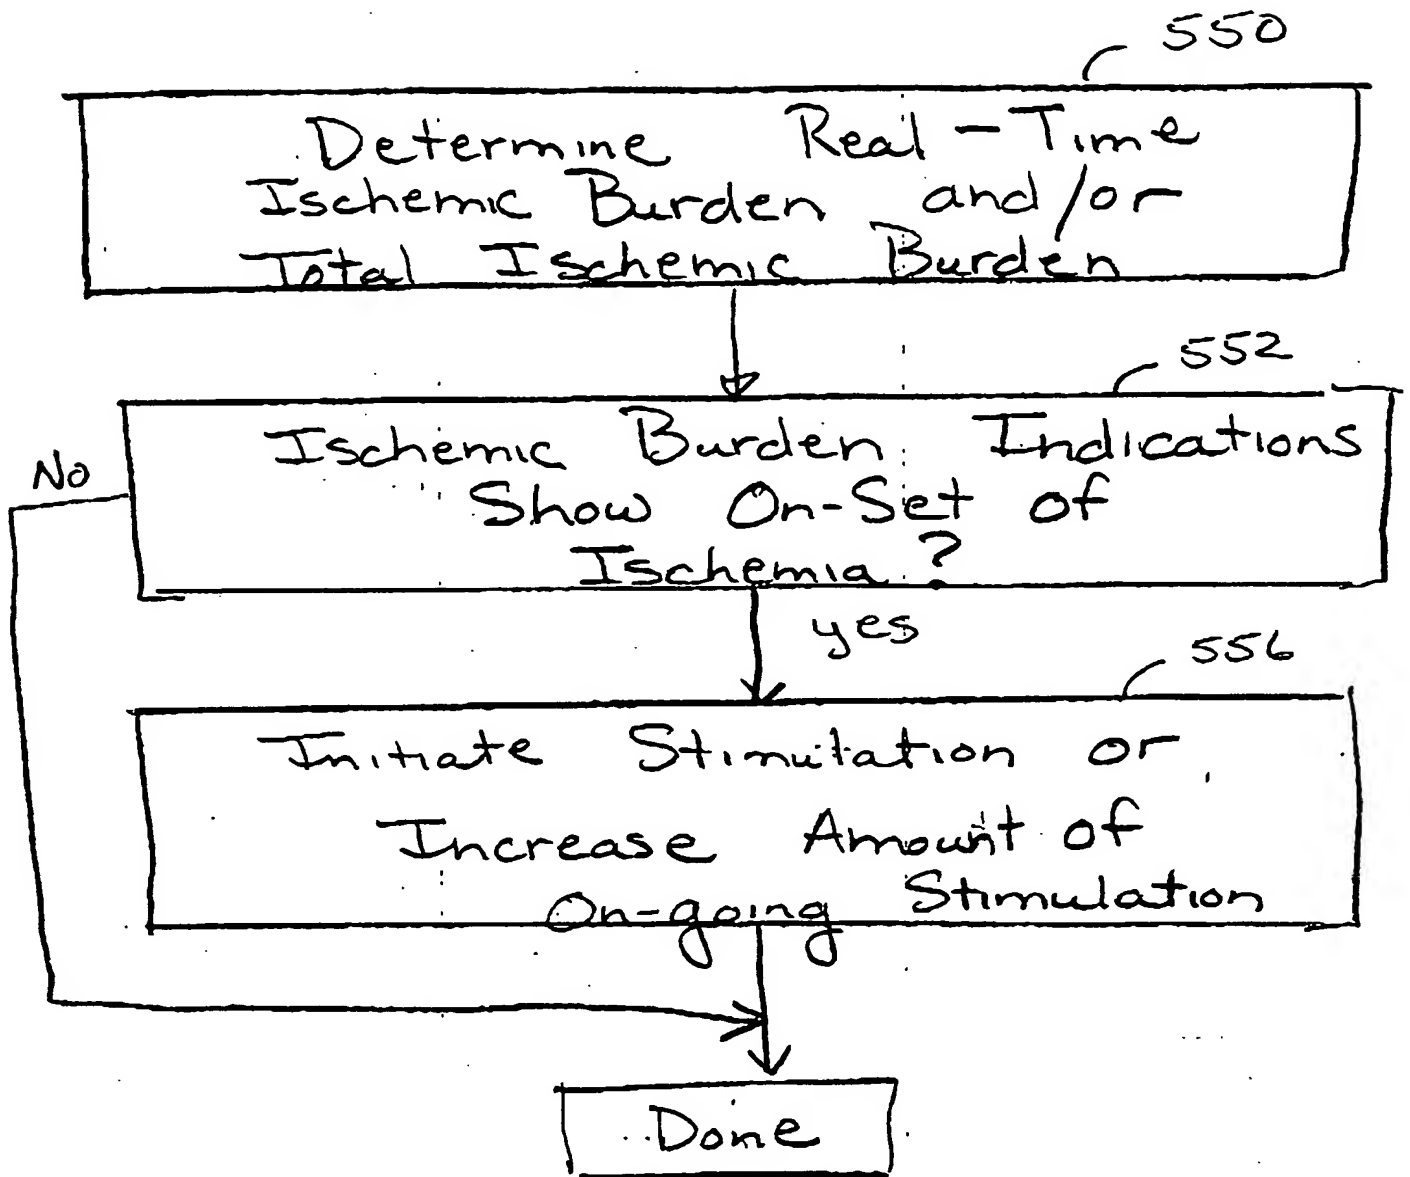 550
Determine Real-Time
Ischemic Burden and/or
Total Ischemic Burden
552
Ischemic Burden Indications
No
Show On-Set of
Ischemia?
yes
556
Initiate Stimulation or
Increase Amount of
On-going Stimulation
Done